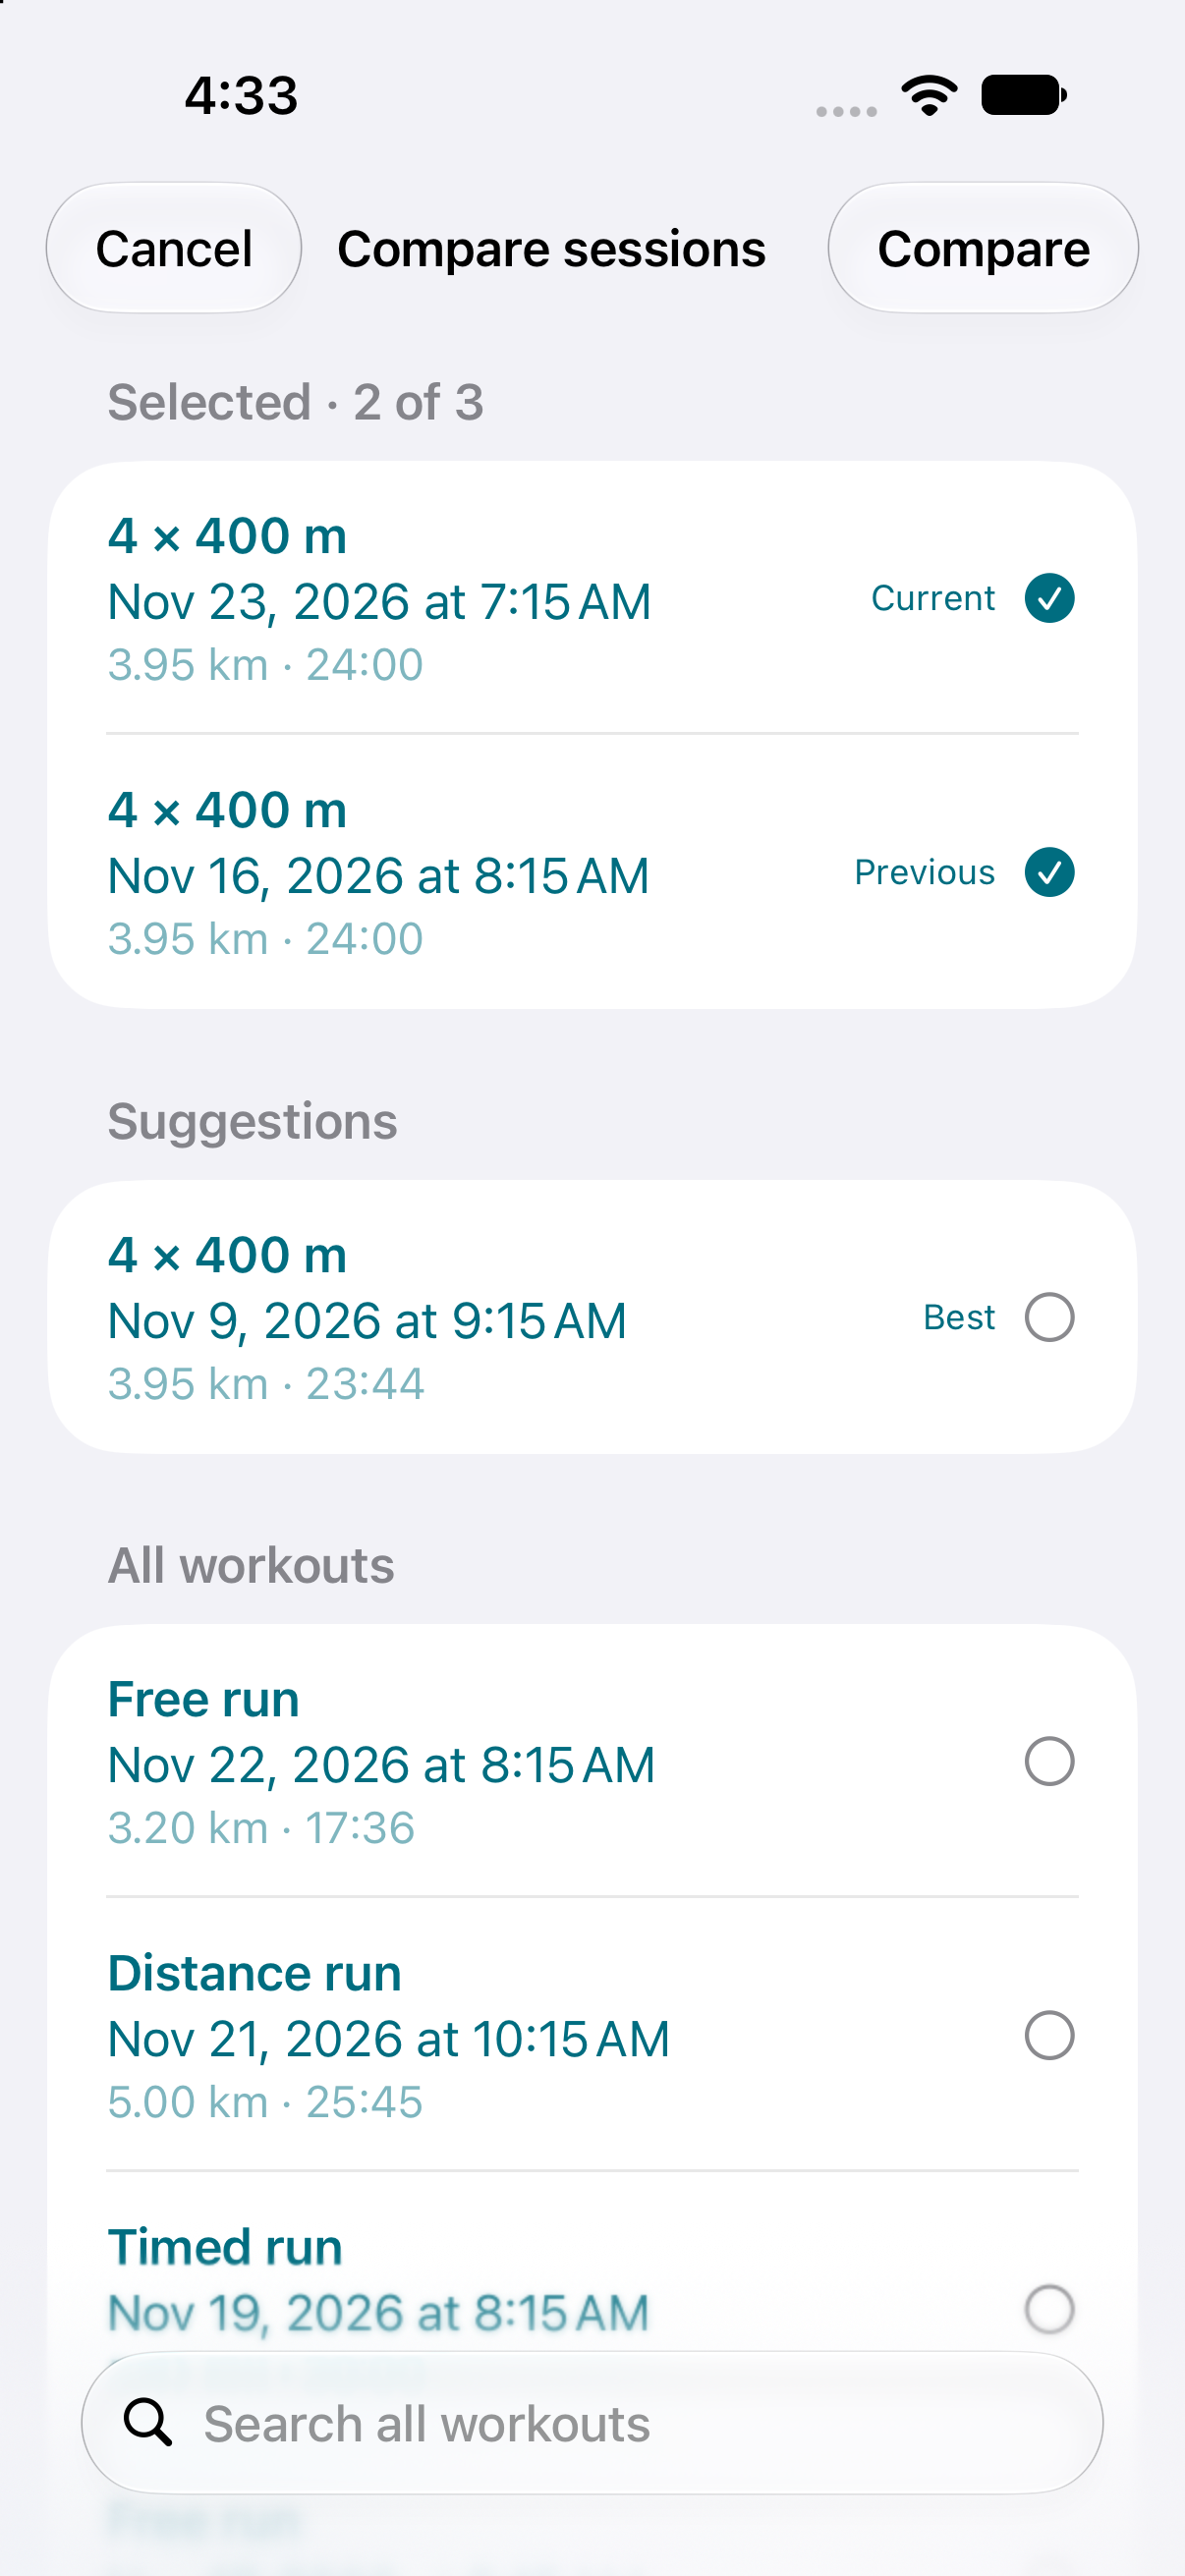 4:33
Cancel
Compare sessions
Compare
Selected · 2 of 3
4 × 400 m
Nov 23, 2026 at 7:15 AM
Current
3.95 km · 24:00
4 × 400 m
Nov 16, 2026 at 8:15 AM
Previous
3.95 km · 24:00
Suggestions
4 × 400 m
Nov 9, 2026 at 9:15 AM
Best
3.95 km · 23:44
All workouts
Free run
Nov 22, 2026 at 8:15 AM
3.20 km · 17:36
Distance run
Nov 21, 2026 at 10:15 AM
5.00 km · 25:45
Timed run
Nov 19, 2026 at 8:15 AM
Search all workouts
Free run